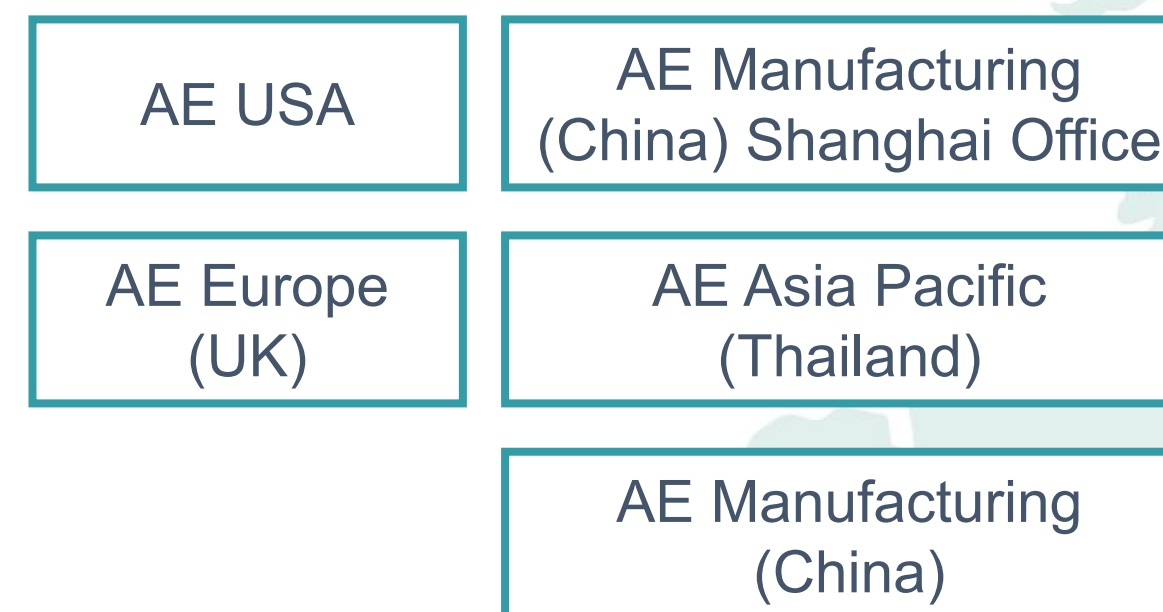 AE USA
AE Manufacturing
(China) Shanghai Office
AE Europe
(UK)
AE Asia Pacific
(Thailand)
AE Manufacturing
(China)